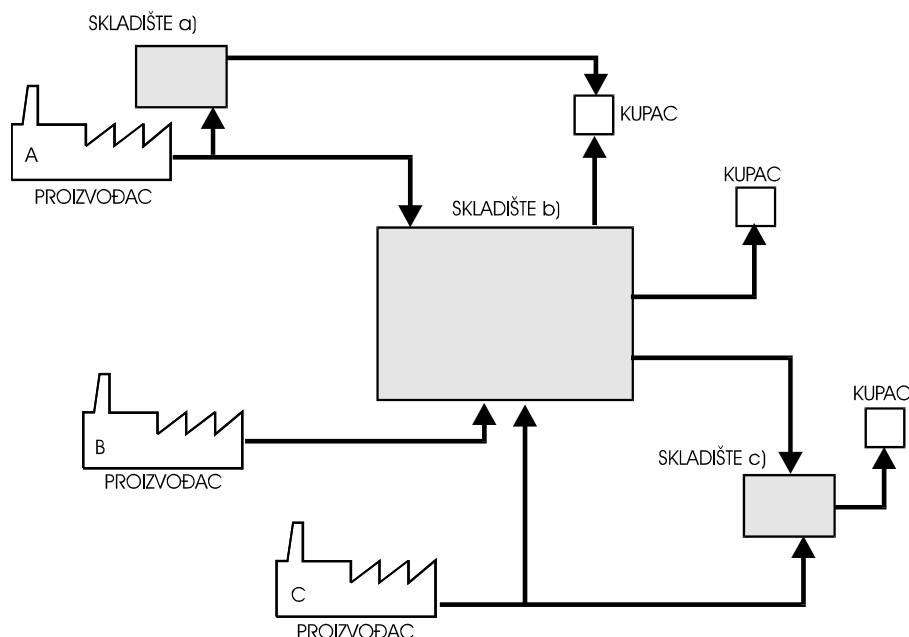 SKLADIŠTE a)
KUPAC
A
PROIZVOĐAC
KUPAC
SKLADIŠTE b)
KUPAC
B
SKLADIŠTE c)
PROIZVOĐAC
C
PROIZVOĐAC